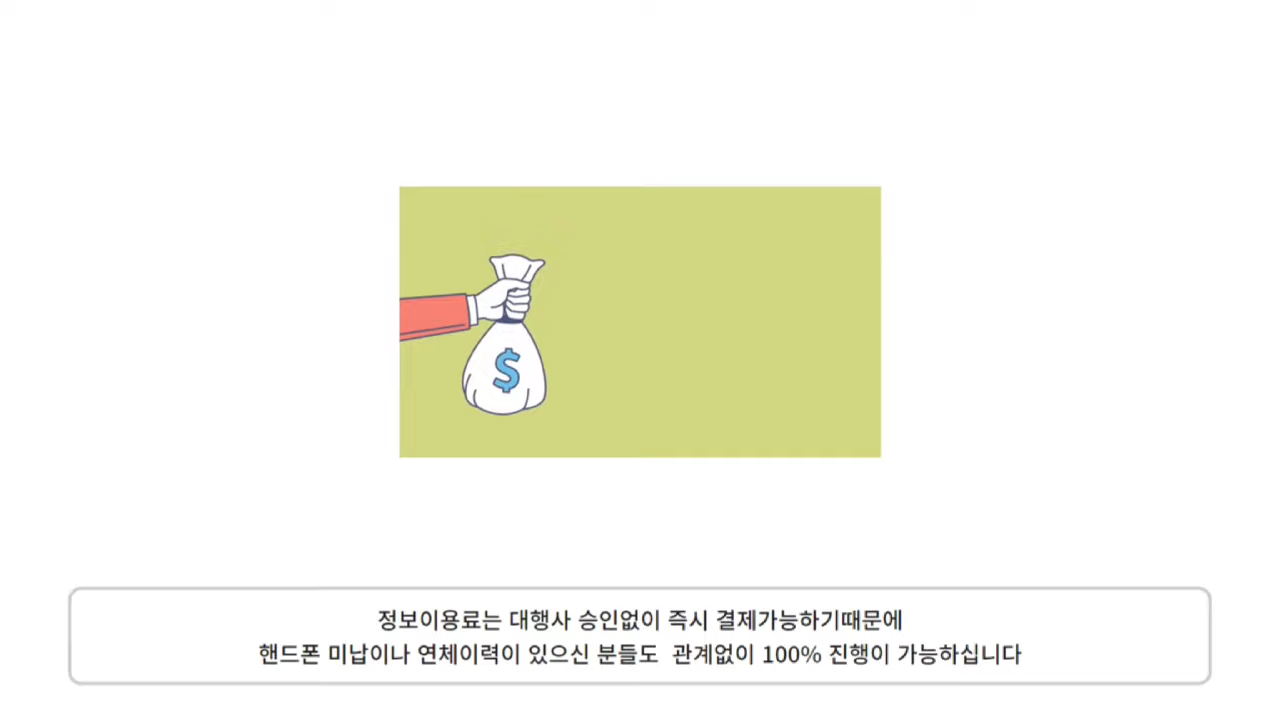 $
정보이용료는 대행사 승인없이 즉시 결제가능하기때문에
핸드폰 미납이나 연체이력이 있으신 분들도 관계없이 100% 진행이 가능하십니다